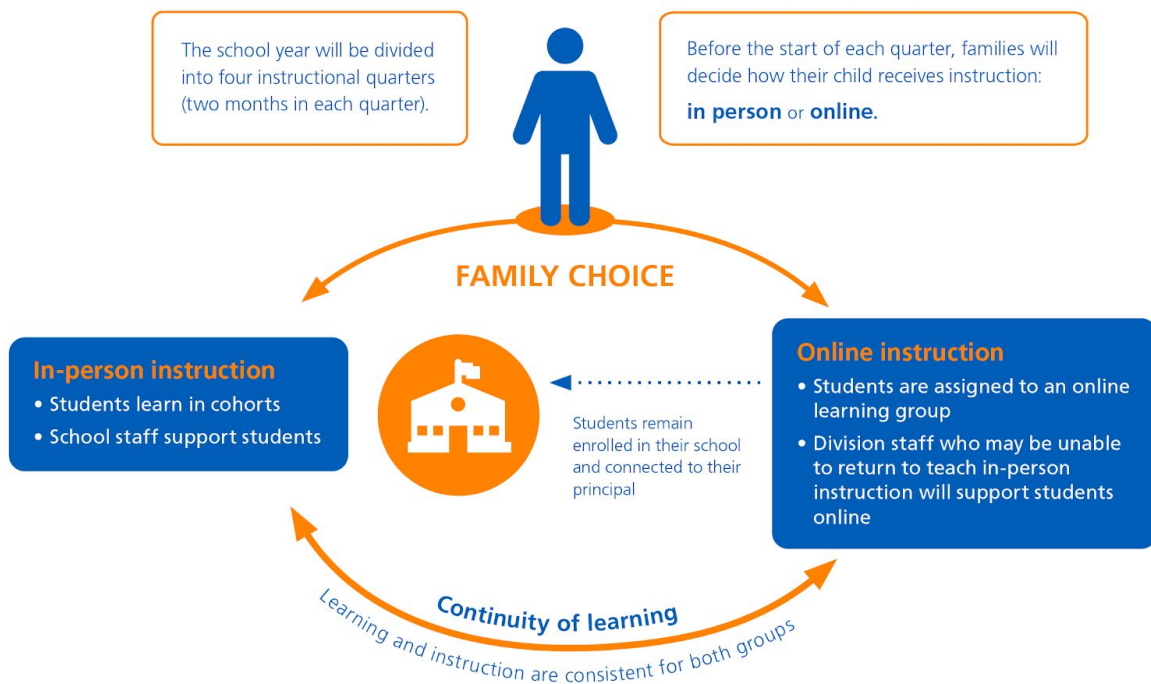 The school year will be divided
into four instructional quarters
(two months in each quarter).
Before the start of each quarter, families will
decide how their child receives instruction:
in person or online.
FAMILY CHOICE
In-person instruction
• Students learn in cohorts
• School staff support students
Students remain
enrolled in their school
and connected to their
principal
Online instruction
• Students are assigned to an online
learning group
• Division staff who may be unable
to return to teach in-person
instruction will support students
online
Continuity of learning
Learning and instruction are consistent for both groups